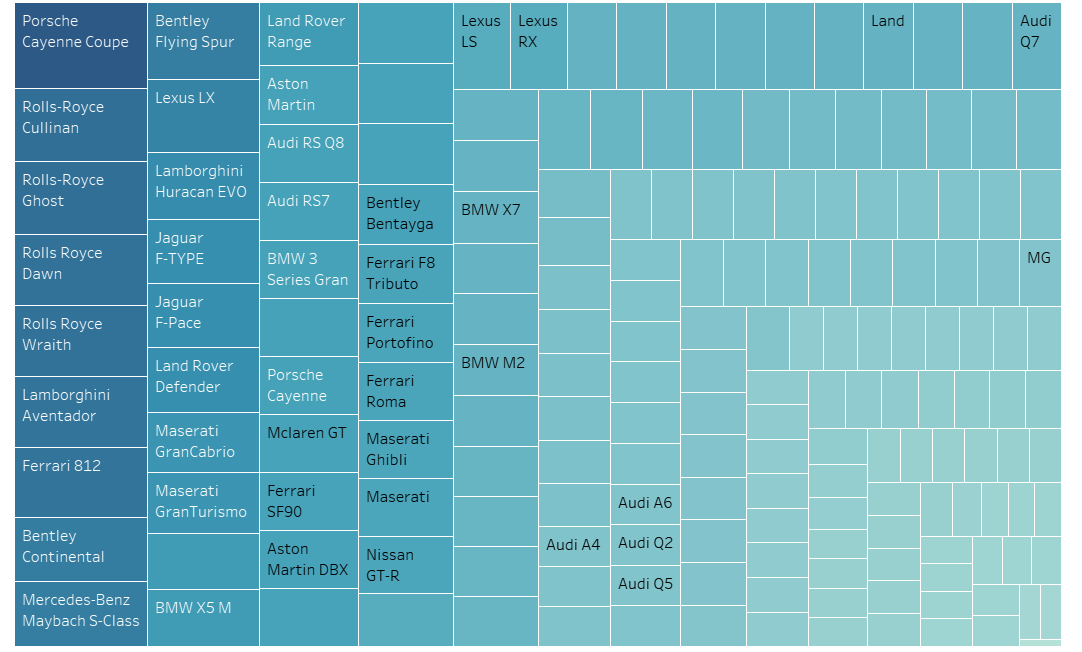 Porsche
Cayenne Coupe
Rolls-Royce
Cullinan
Rolls-Royce
Ghost
Rolls Royce
Dawn
Rolls Royce
Wraith
Lamborghini
Aventador
Ferrari 812
Bentley
Continental
Mercedes-Benz
Maybach S-Class
Bentley
Flying Spur
Lexus LX
Lamborghini
Huracan EVO
Jaguar
F-TYPE
Jaguar
F-Pace
Land Rover
Defender
Maserati
GranCabrio
Maserati
GranTurismo
BMW X5 M
Land Rover
Range
Aston
Martin
Audi RS Q8
Audi RS7
BMW 3
Series Gran
Porsche
Cayenne
Mclaren GT
Ferrari
SF90
Aston
Martin DBX
Bentley
Bentayga
Ferrari F8
Tributo
Ferrari
Portofino
Ferrari
Roma
Maserati
Ghibli
Maserati
Nissan
GT-R
Lexus
LS
Lexus
RX
Land
Audi
Q7
BMW X7
BMW M2
MG
Audi A4
Audi A6
Audi Q2
Audi Q5